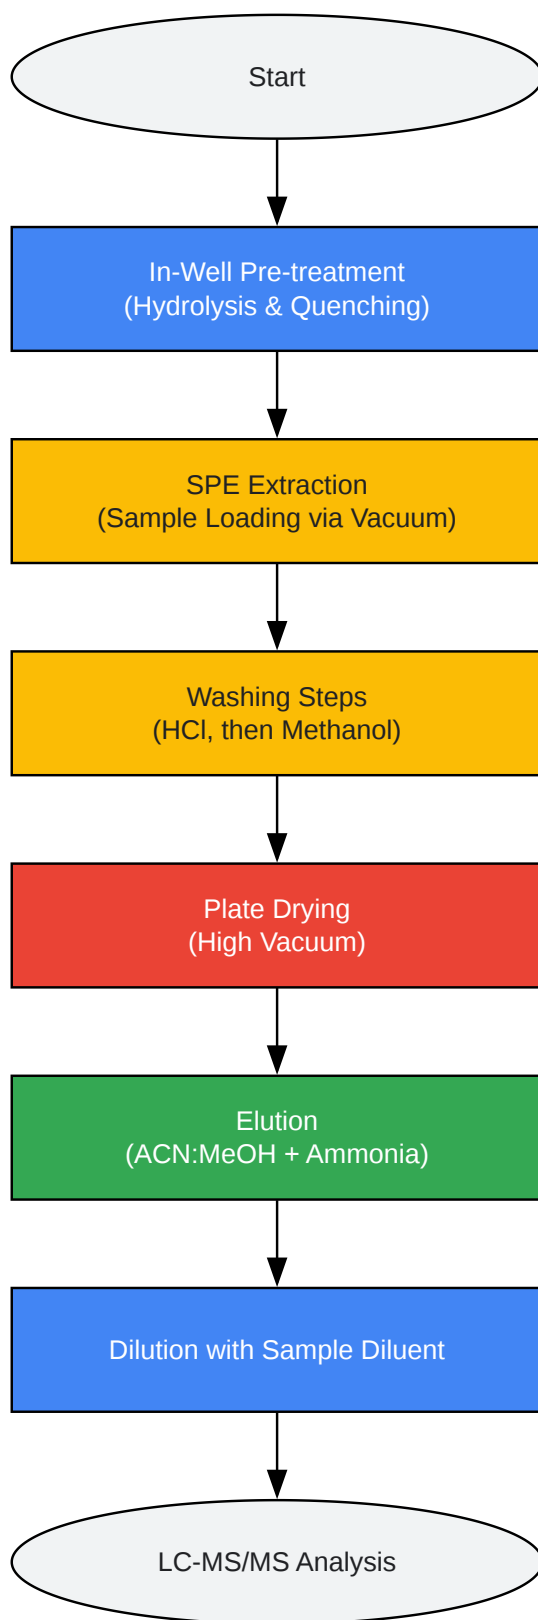 Start
In-Well Pre-treatment
(Hydrolysis & Quenching)
SPE Extraction
(Sample Loading via Vacuum)
Washing Steps
(HCl, then Methanol)
Plate Drying
(High Vacuum)
Elution
(ACN:MeOH + Ammonia)
Dilution with Sample Diluent
LC-MS/MS Analysis